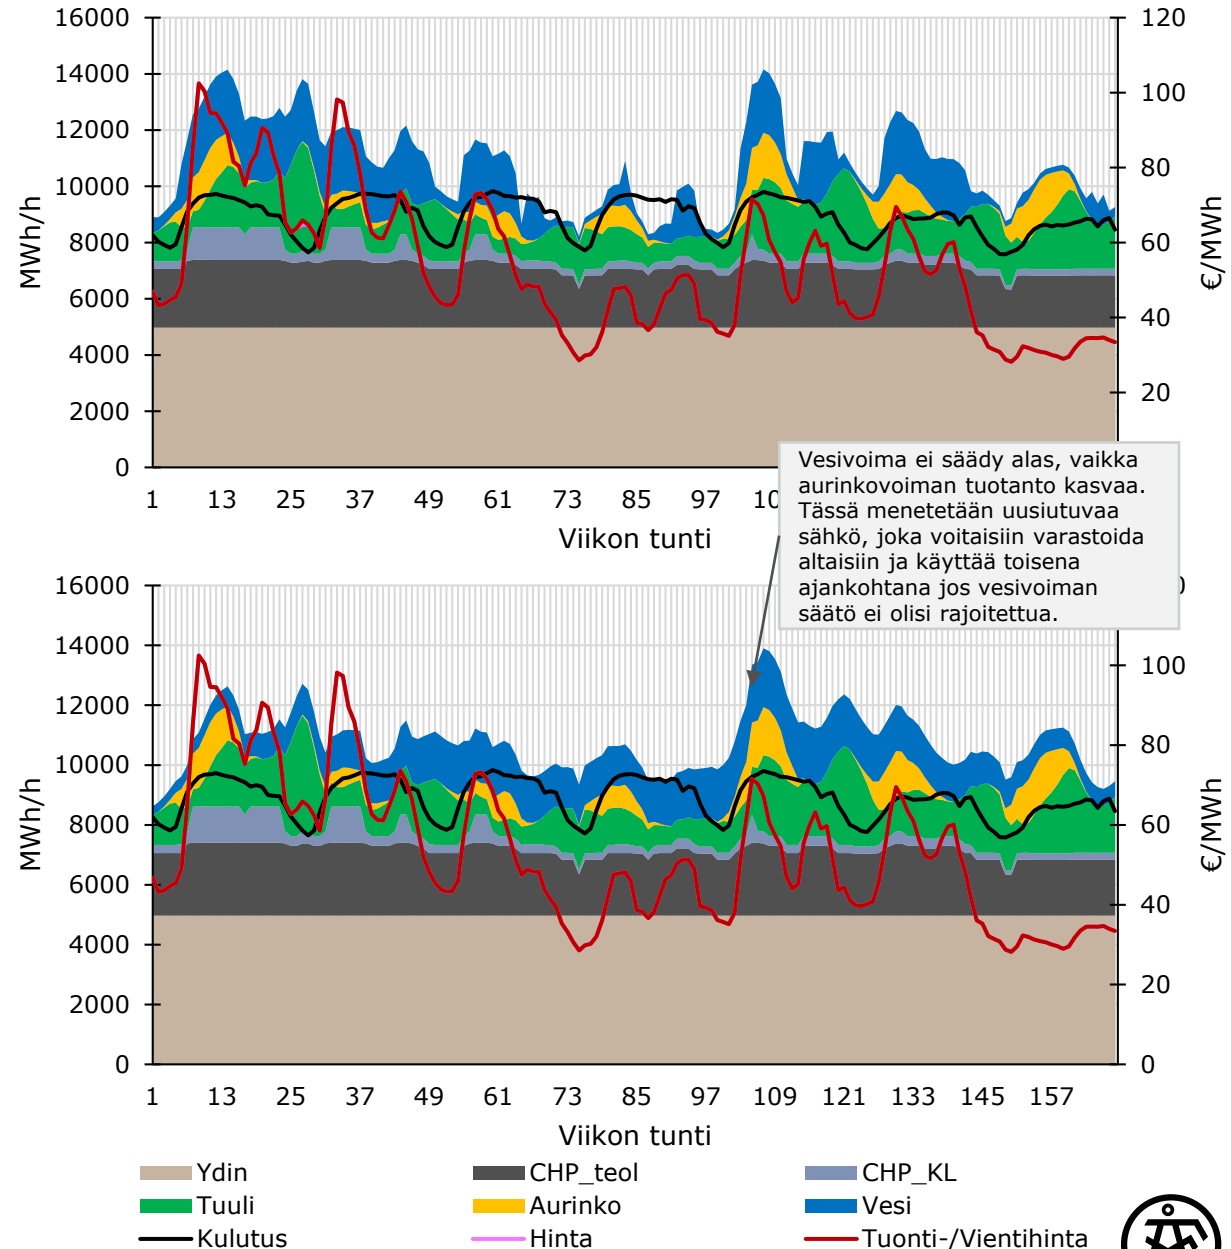 16000
14000
12000
10000
8000
6000
4000
2000
0
MWh/h
120
100
80
60
40
20
€/MWh
1 13 25 37 49 61 73 85 97
Viikon tunti
Vesivoima ei säädy alas, vaikka
aurinkovoiman tuotanto kasvaa.
Tässä menetetään uusiutuvaa
sähkö, joka voitaisiin varastoida
altaisiin ja käyttää toisena
ajankohtana jos vesivoiman
säätö ei olisi rajoitettua.
16000
14000
12000
10000
8000
6000
4000
2000
0
MWh/h
100
80
60
40
20
0
€/MWh
1 13 25 37 49 61 73 85 97 109 121 133 145 157
Viikon tunti
Ydin CHP_teol CHP_KL
Tuuli Aurinko Vesi
Kulutus Hinta Tuonti-/Vientihinta